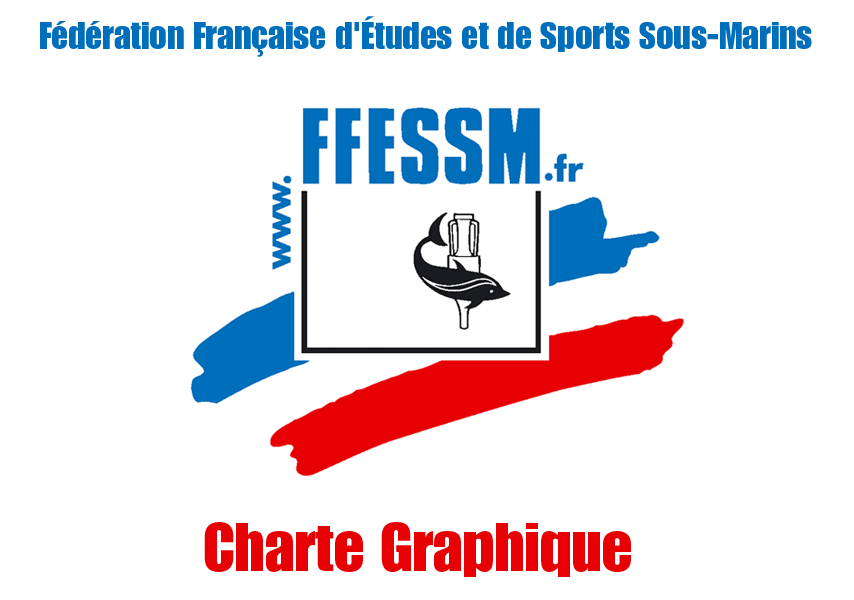 Fédération Française d'Études et de Sports Sous-Marins
www.FFESSM.fr
Charte Graphique